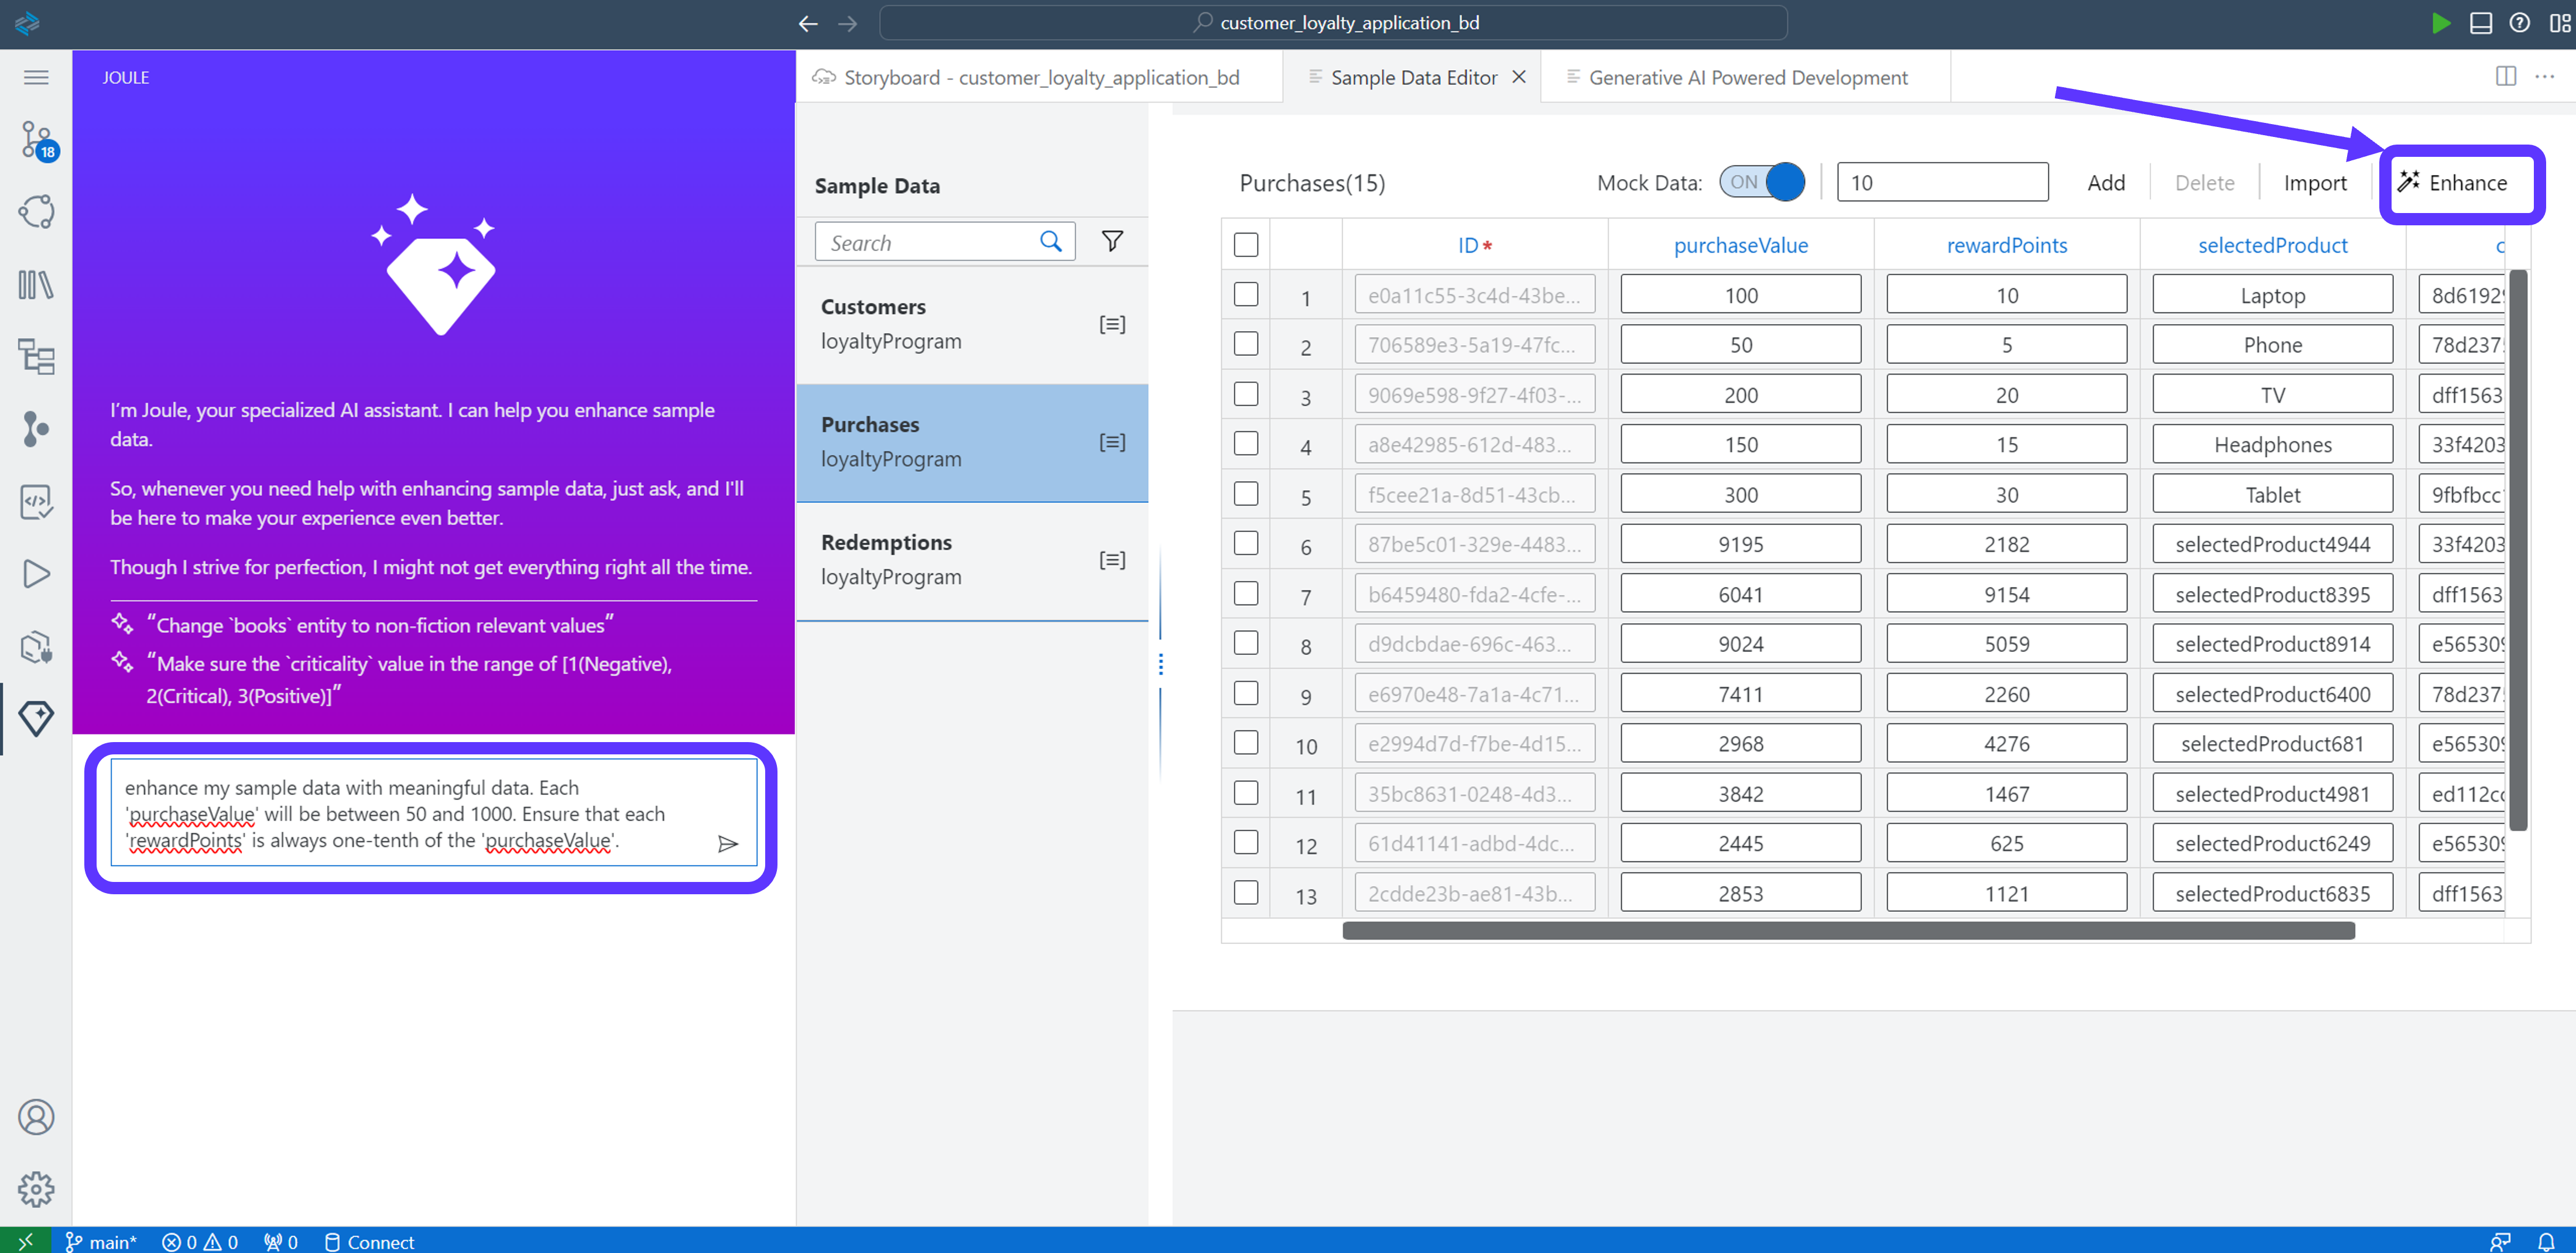 customer_loyalty_application_bd
JOULE
18
I'm Joule, your specialized AI assistant. I can help you enhance sample
data.
So, whenever you need help with enhancing sample data, just ask, and I'll
be here to make your experience even better.
Though I strive for perfection, I might not get everything right all the time.
"Change `books` entity to non-fiction relevant values"
"Make sure the `criticality` value in the range of [1(Negative),
2(Critical), 3(Positive)]"
enhance my sample data with meaningful data. Each
'purchaseValue' will be between 50 and 1000. Ensure that each
'rewardPoints' is always one-tenth of the 'purchaseValue'.
Storyboard - customer_loyalty_application_bd
Sample Data Editor
Generative AI Powered Development
Sample Data
Search
Customers
loyaltyProgram
Purchases
loyaltyProgram
Redemptions
loyaltyProgram
Purchases(15) Mock Data: ON 10 Add Delete Import Enhance
ID* purchaseValue rewardPoints selectedProduct c
1 e0a11c55-3c4d-43be... 100 10 Laptop 8d6192
2 706589e3-5a19-47fc... 50 5 Phone 78d237
3 9069e598-9f27-4f03-... 200 20 TV dff1563
4 a8e42985-612d-483... 150 15 Headphones 33f4203
5 f5cee21a-8d51-43cb... 300 30 Tablet 9fbfbcc
6 87be5c01-329e-4483... 9195 2182 selectedProduct4944 33f4203
7 b6459480-fda2-4cfe-... 6041 9154 selectedProduct8395 dff1563
8 d9dcbdae-696c-463... 9024 5059 selectedProduct8914 e56530
9 e6970e48-7a1a-4c71... 7411 2260 selectedProduct6400 78d237
10 e2994d7d-f7be-4d15... 2968 4276 selectedProduct681 e56530
11 35bc8631-0248-4d3... 3842 1467 selectedProduct4981 ed112c
12 61d41141-adbd-4dc... 2445 625 selectedProduct6249 e56530
13 2cdde23b-ae81-43b... 2853 1121 selectedProduct6835 dff1563
main* 0 0 0 Connect